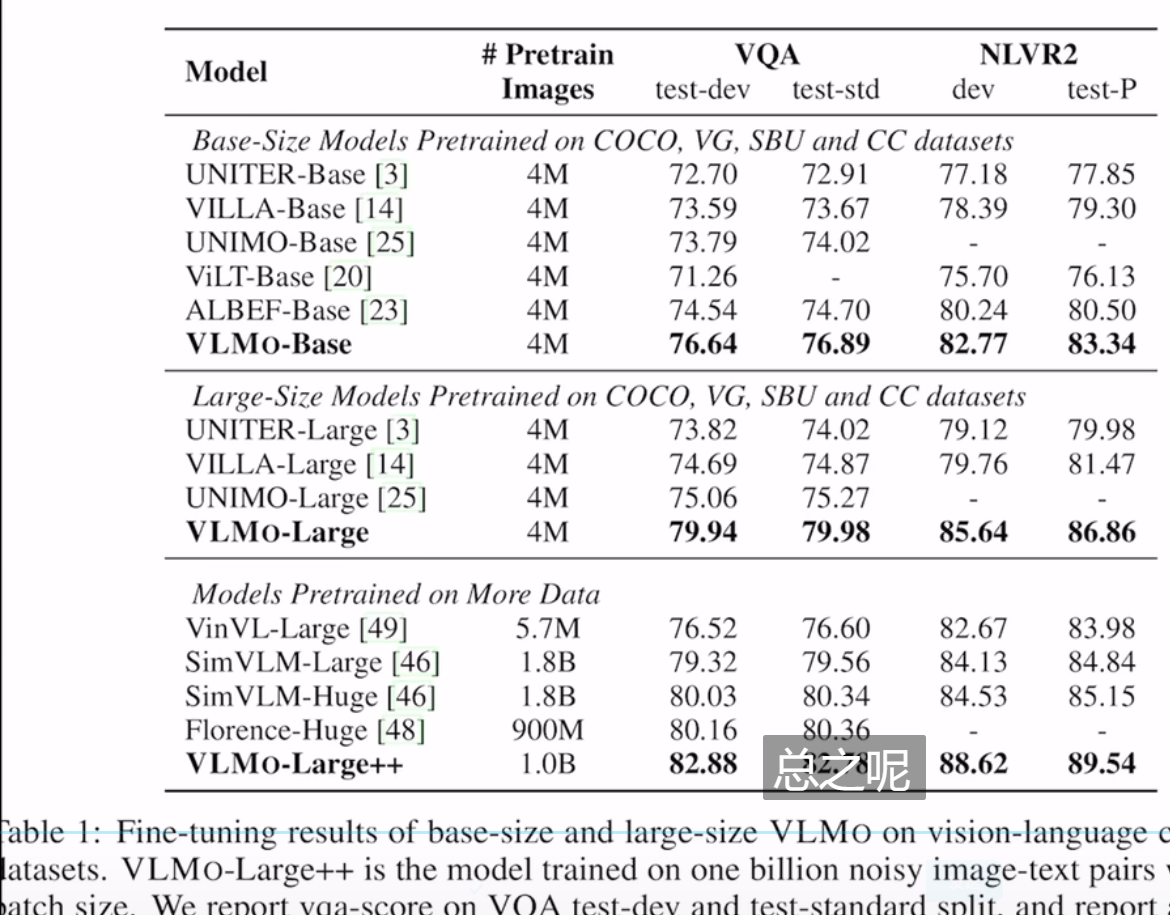 Model # Pretrain Images VQA NLVR2
test-dev test-std dev test-P
Base-Size Models Pretrained on COCO, VG, SBU and CC datasets
UNITER-Base [3] 4M 72.70 72.91 77.18 77.85
VILLA-Base [14] 4M 73.59 73.67 78.39 79.30
UNIMO-Base [25] 4M 73.79 74.02 - -
ViLT-Base [20] 4M 71.26 - 75.70 76.13
ALBEF-Base [23] 4M 74.54 74.70 80.24 80.50
VLMO-Base 4M 76.64 76.89 82.77 83.34
Large-Size Models Pretrained on COCO, VG, SBU and CC datasets
UNITER-Large [3] 4M 73.82 74.02 79.12 79.98
VILLA-Large [14] 4M 74.69 74.87 79.76 81.47
UNIMO-Large [25] 4M 75.06 75.27 - -
VLMO-Large 4M 79.94 79.98 85.64 86.86
Models Pretrained on More Data
VinVL-Large [49] 5.7M 76.52 76.60 82.67 83.98
SimVLM-Large [46] 1.8B 79.32 79.56 84.13 84.84
SimVLM-Huge [46] 1.8B 80.03 80.34 84.53 85.15
Florence-Huge [48] 900M 80.16 80.36 - -
VLMO-Large++ 1.0B 82.88 88.62 89.54
总之呢
Table 1: Fine-tuning results of base-size and large-size VLMO on vision-language
datasets. VLMO-Large++ is the model trained on one billion noisy image-text pairs
batch size. We report vqa-score on VQA test-dev and test-standard split, and report